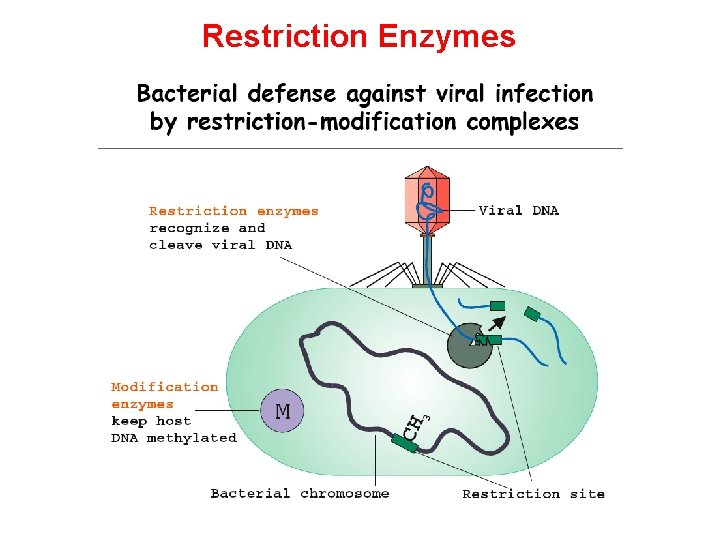 Restriction Enzymes
Bacterial defense against viral infection
by restriction-modification complexes
Restriction enzymes
recognize and
cleave viral DNA
Viral DNA
Modification
enzymes
keep host
DNA methylated
M
CH3
Bacterial chromosome
Restriction site